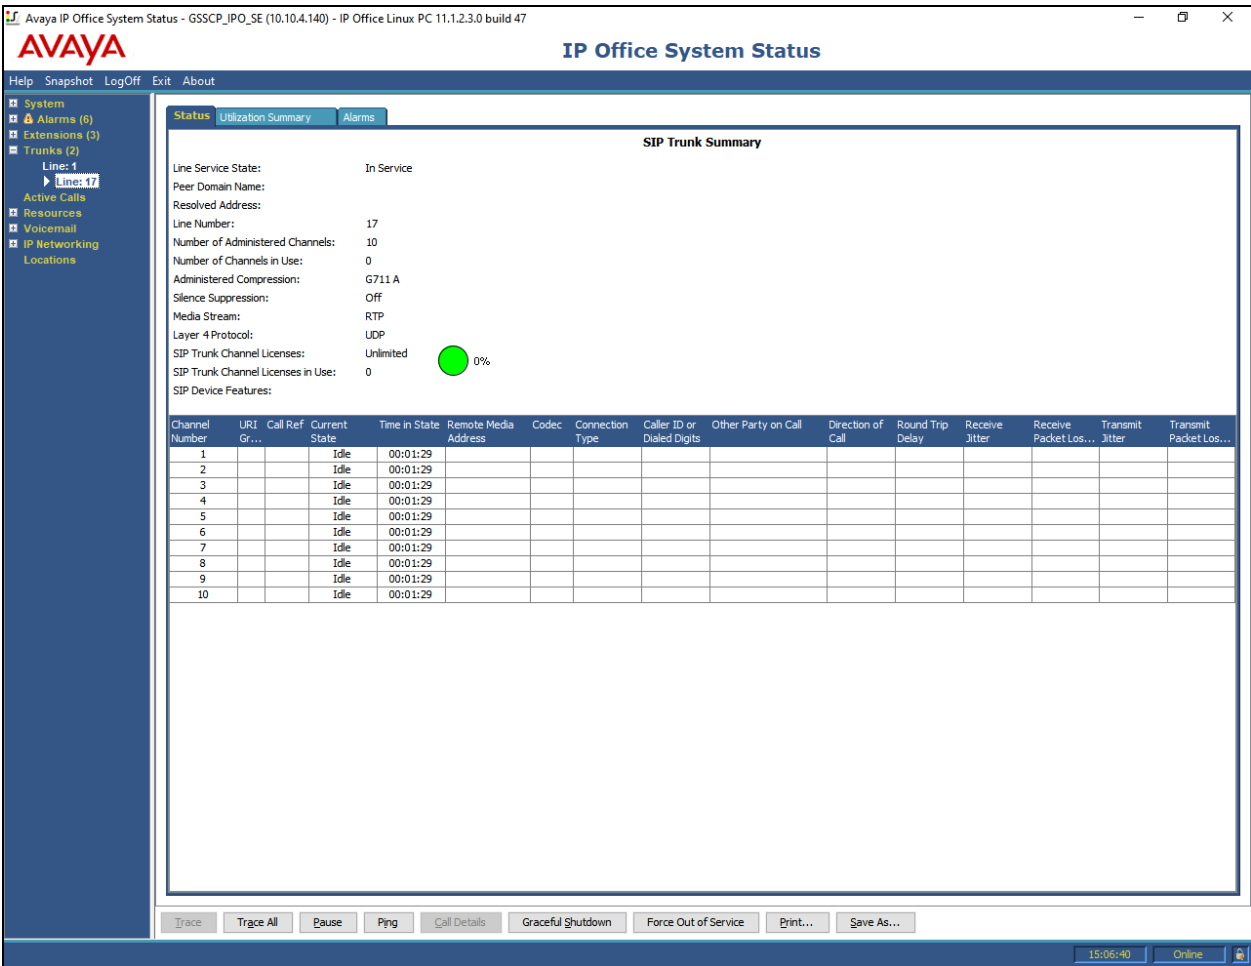 Avaya IP Office System Status - GSSCP_IPO_SE (10.10.4.140) - IP Office Linux PC 11.1.2.3.0 build 47
AVAYA
IP Office System Status
Help Snapshot LogOff Exit About
System
Alarms (6)
Extensions (3)
Trunks (2)
Line: 1
Line: 17
Active Calls
Resources
Voicemail
IP Networking
Locations
Status Utilization Summary Alarms
SIP Trunk Summary
Line Service State: In Service
Peer Domain Name:
Resolved Address:
Line Number: 17
Number of Administered Channels: 10
Number of Channels in Use: 0
Administered Compression: G711 A
Silence Suppression: Off
Media Stream: RTP
Layer 4 Protocol: UDP
SIP Trunk Channel Licenses: Unlimited 0%
SIP Trunk Channel Licenses in Use: 0
SIP Device Features:
Channel URI Call Ref Current Time in State Remote Media Codec Connection Caller ID or Other Party on Call Direction of Round Trip Receive Receive Transmit Transmit
Number Gr... State Address Type Dialed Digits Call Delay Jitter Packet Los... Jitter Packet Los...
1 Idle 00:01:29
2 Idle 00:01:29
3 Idle 00:01:29
4 Idle 00:01:29
5 Idle 00:01:29
6 Idle 00:01:29
7 Idle 00:01:29
8 Idle 00:01:29
9 Idle 00:01:29
10 Idle 00:01:29
Trace Trace All Pause Ping Call Details Graceful Shutdown Force Out of Service Print... Save As...
15:06:40 Online